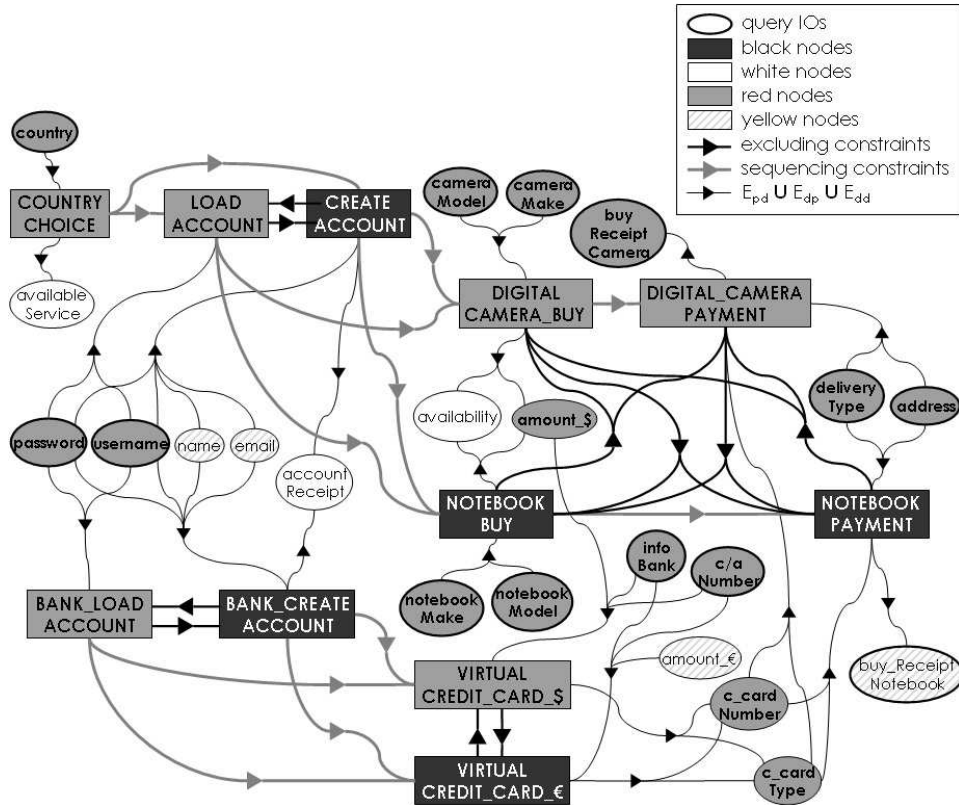 query IOs
black nodes
white nodes
red nodes
yellow nodes
excluding constraints
sequencing constraints
E_pd U E_dp U E_dd
country
COUNTRY
CHOICE
LOAD
ACCOUNT
CREATE
ACCOUNT
available
Service
camera
Model
camera
Make
buy
Receipt
Camera
DIGITAL
CAMERA_BUY
DIGITAL_CAMERA
PAYMENT
password
username
name
email
account
Receipt
availability
amount_$
delivery
Type
address
NOTEBOOK
BUY
NOTEBOOK
PAYMENT
notebook
Make
notebook
Model
info
Bank
c/a
Number
BANK_LOAD
ACCOUNT
BANK_CREATE
ACCOUNT
amount_€
VIRTUAL
CREDIT_CARD_$
c_card
Number
buy_Receipt
Notebook
VIRTUAL
CREDIT_CARD_€
c_card
Type